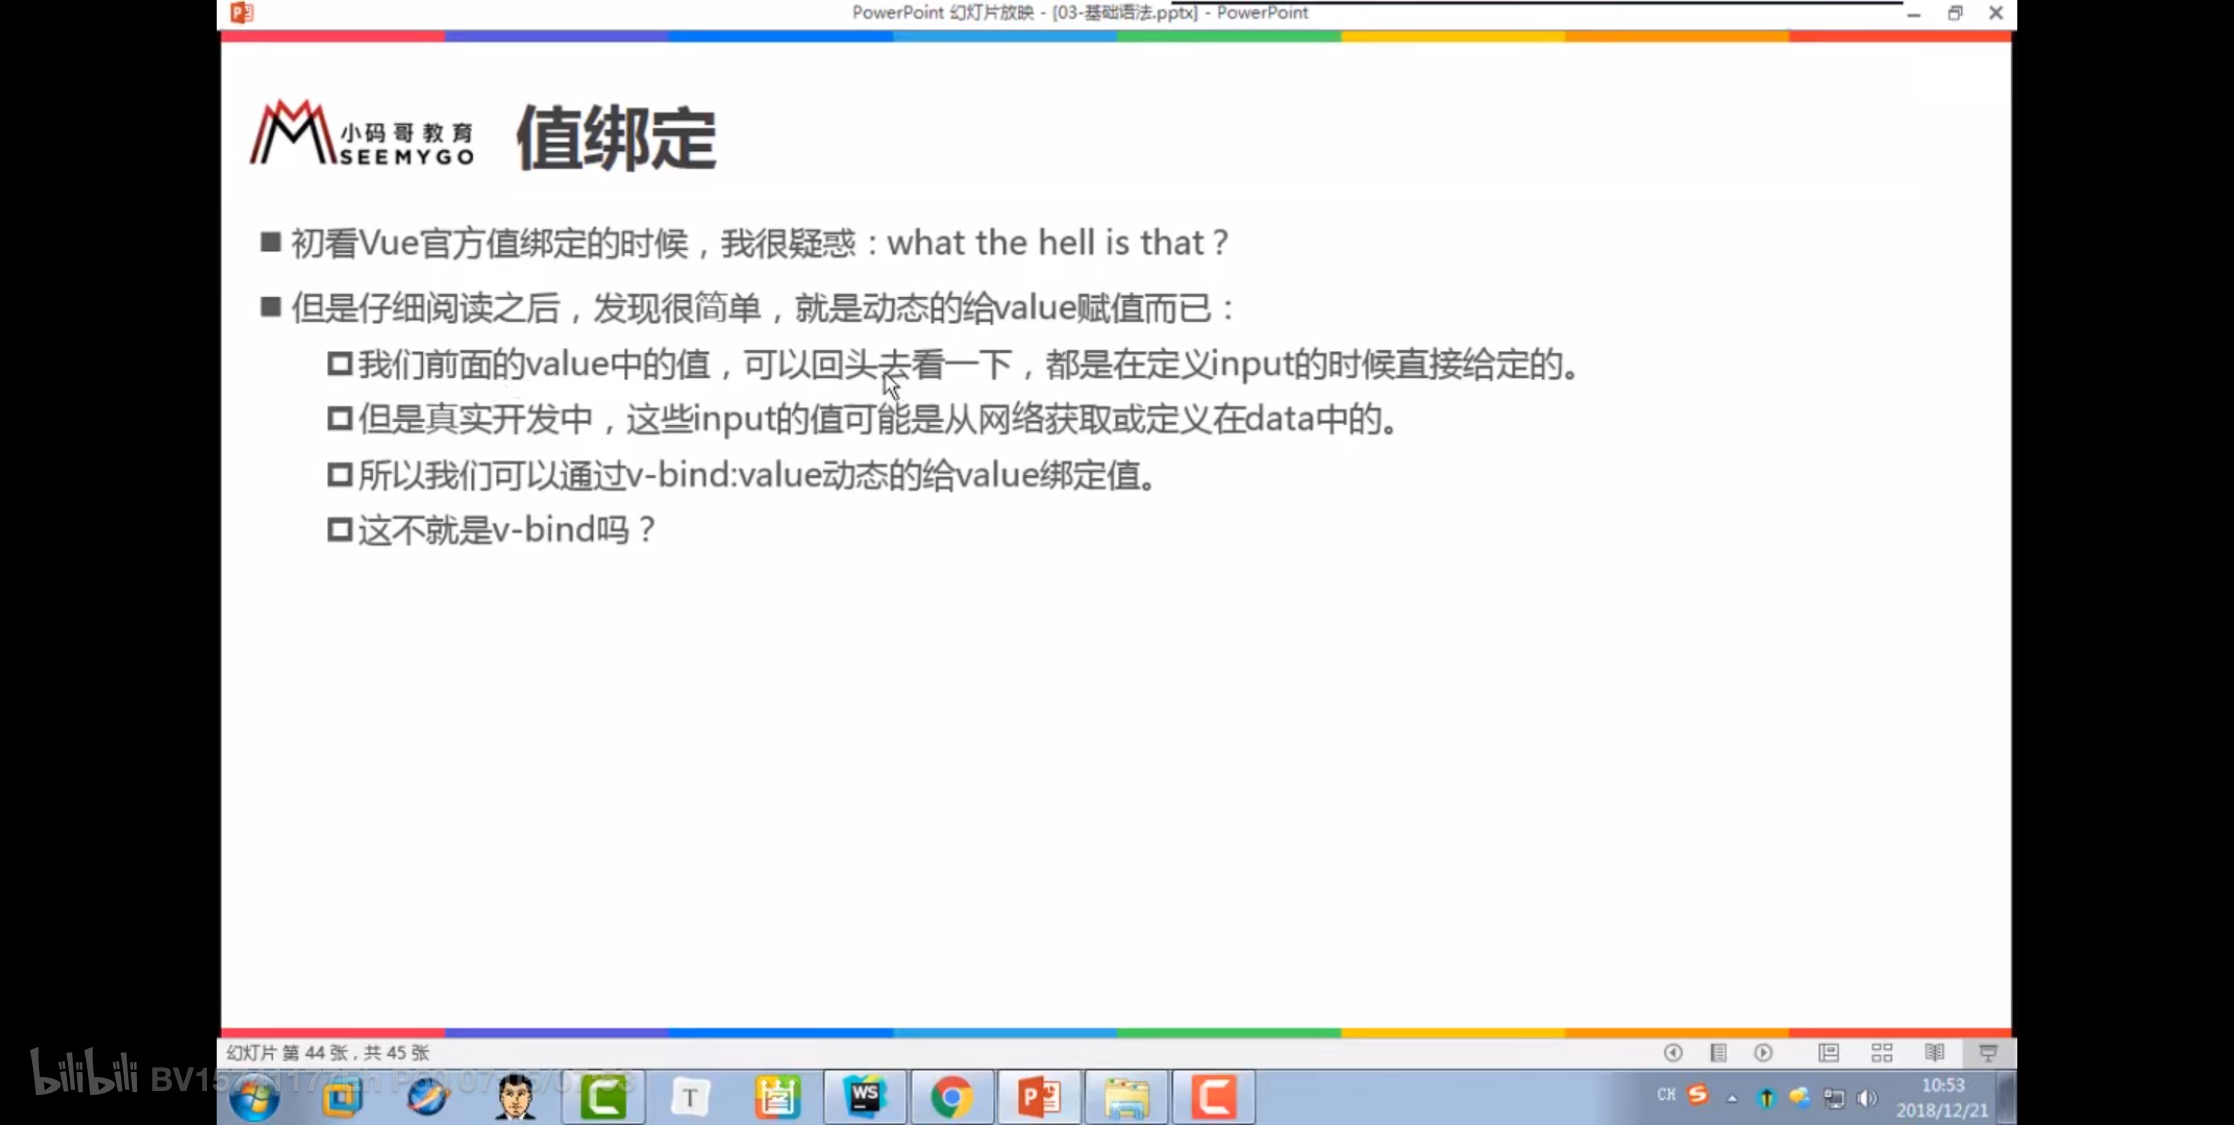 PowerPoint 幻灯片放映 - [03-基础语法.pptx] - PowerPoint
小码哥教育
SEEMYGO
值绑定
初看Vue官方值绑定的时候，我很疑惑：what the hell is that？
但是仔细阅读之后，发现很简单，就是动态的给value赋值而已：
我们前面的value中的值，可以回头去看一下，都是在定义input的时候直接给定的。
但是真实开发中，这些input的值可能是从网络获取或定义在data中的。
所以我们可以通过v-bind:value动态的给value绑定值。
这不就是v-bind吗？
幻灯片 第 44 张，共 45 张
bilibili
T
WS
CH
10:53
2018/12/21